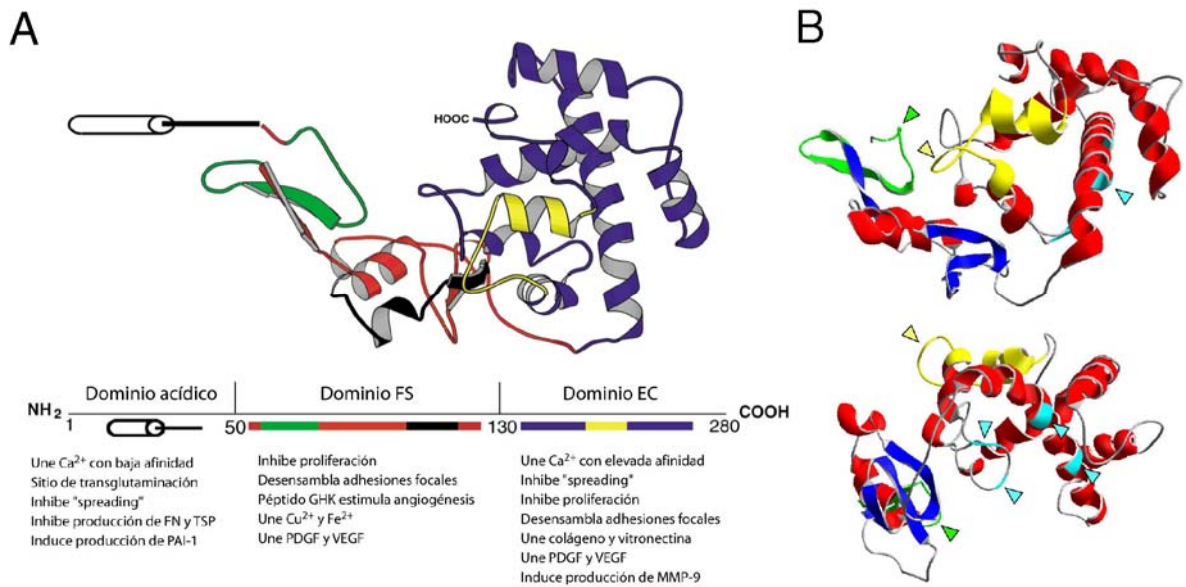 A
B
HOOC
Dominio acídico
Dominio FS
Dominio EC
NH2
1
50
130
280
COOH
Une Ca2+ con baja afinidad
Sitio de transglutaminación
Inhibe "spreading"
Inhibe producción de FN y TSP
Induce producción de PAI-1
Inhibe proliferación
Desensambla adhesiones focales
Péptido GHK estimula angiogénesis
Une Cu2+ y Fe2+
Une PDGF y VEGF
Une Ca2+ con elevada afinidad
Inhibe "spreading"
Inhibe proliferación
Desensambla adhesiones focales
Une colágeno y vitronectina
Une PDGF y VEGF
Induce producción de MMP-9